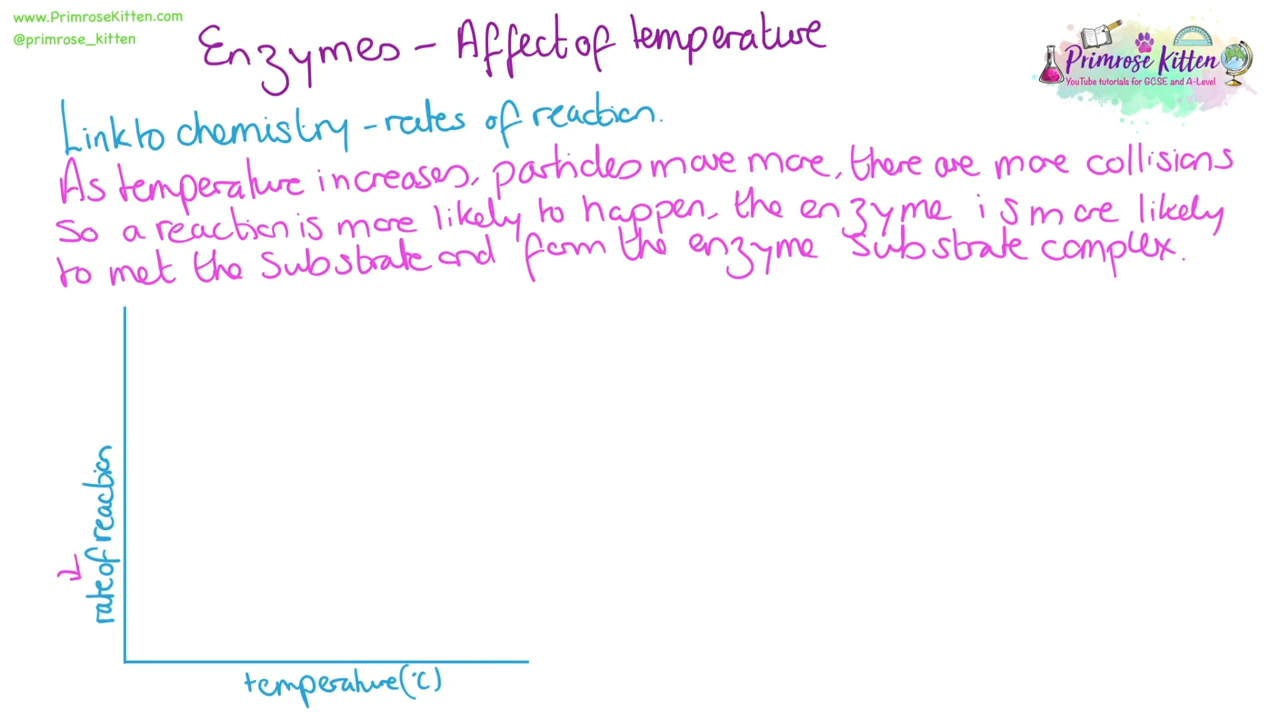 www.PrimroseKitten.com
@primrose_kitten
Enzymes - Affect of temperature
Primrose Kitten
YouTube tutorials for GCSE and A-Level
Link to chemistry - rates of reaction.
As temperature increases, particles move more, there are more collisions
so a reaction is more likely to happen, the enzyme is more likely
to met the substrate and form the enzyme substrate complex.
rate of reaction
temperature (°C)